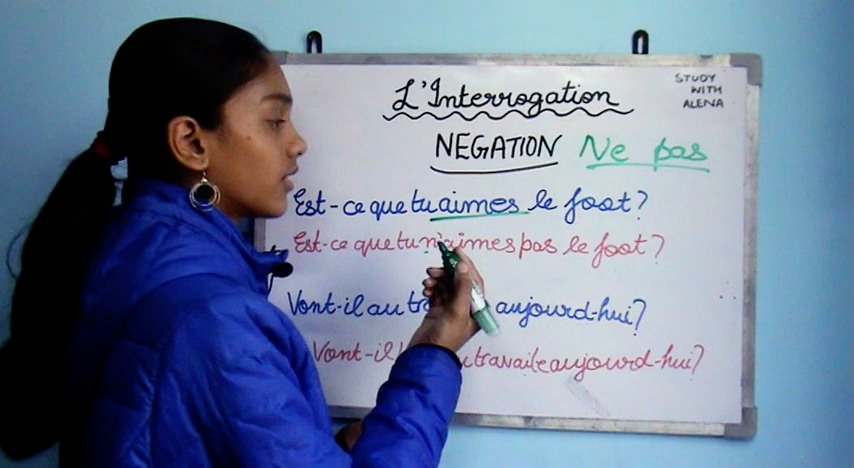 L'Interrogation
STUDY
WITH
ALENA
NEGATION Ne pas
Est-ce que tu aimes le foot?
Est-ce que tu n'aimes pas le foot?
Vont-il au aujourd-hui?
Vont-il travaile aujourd-hui?